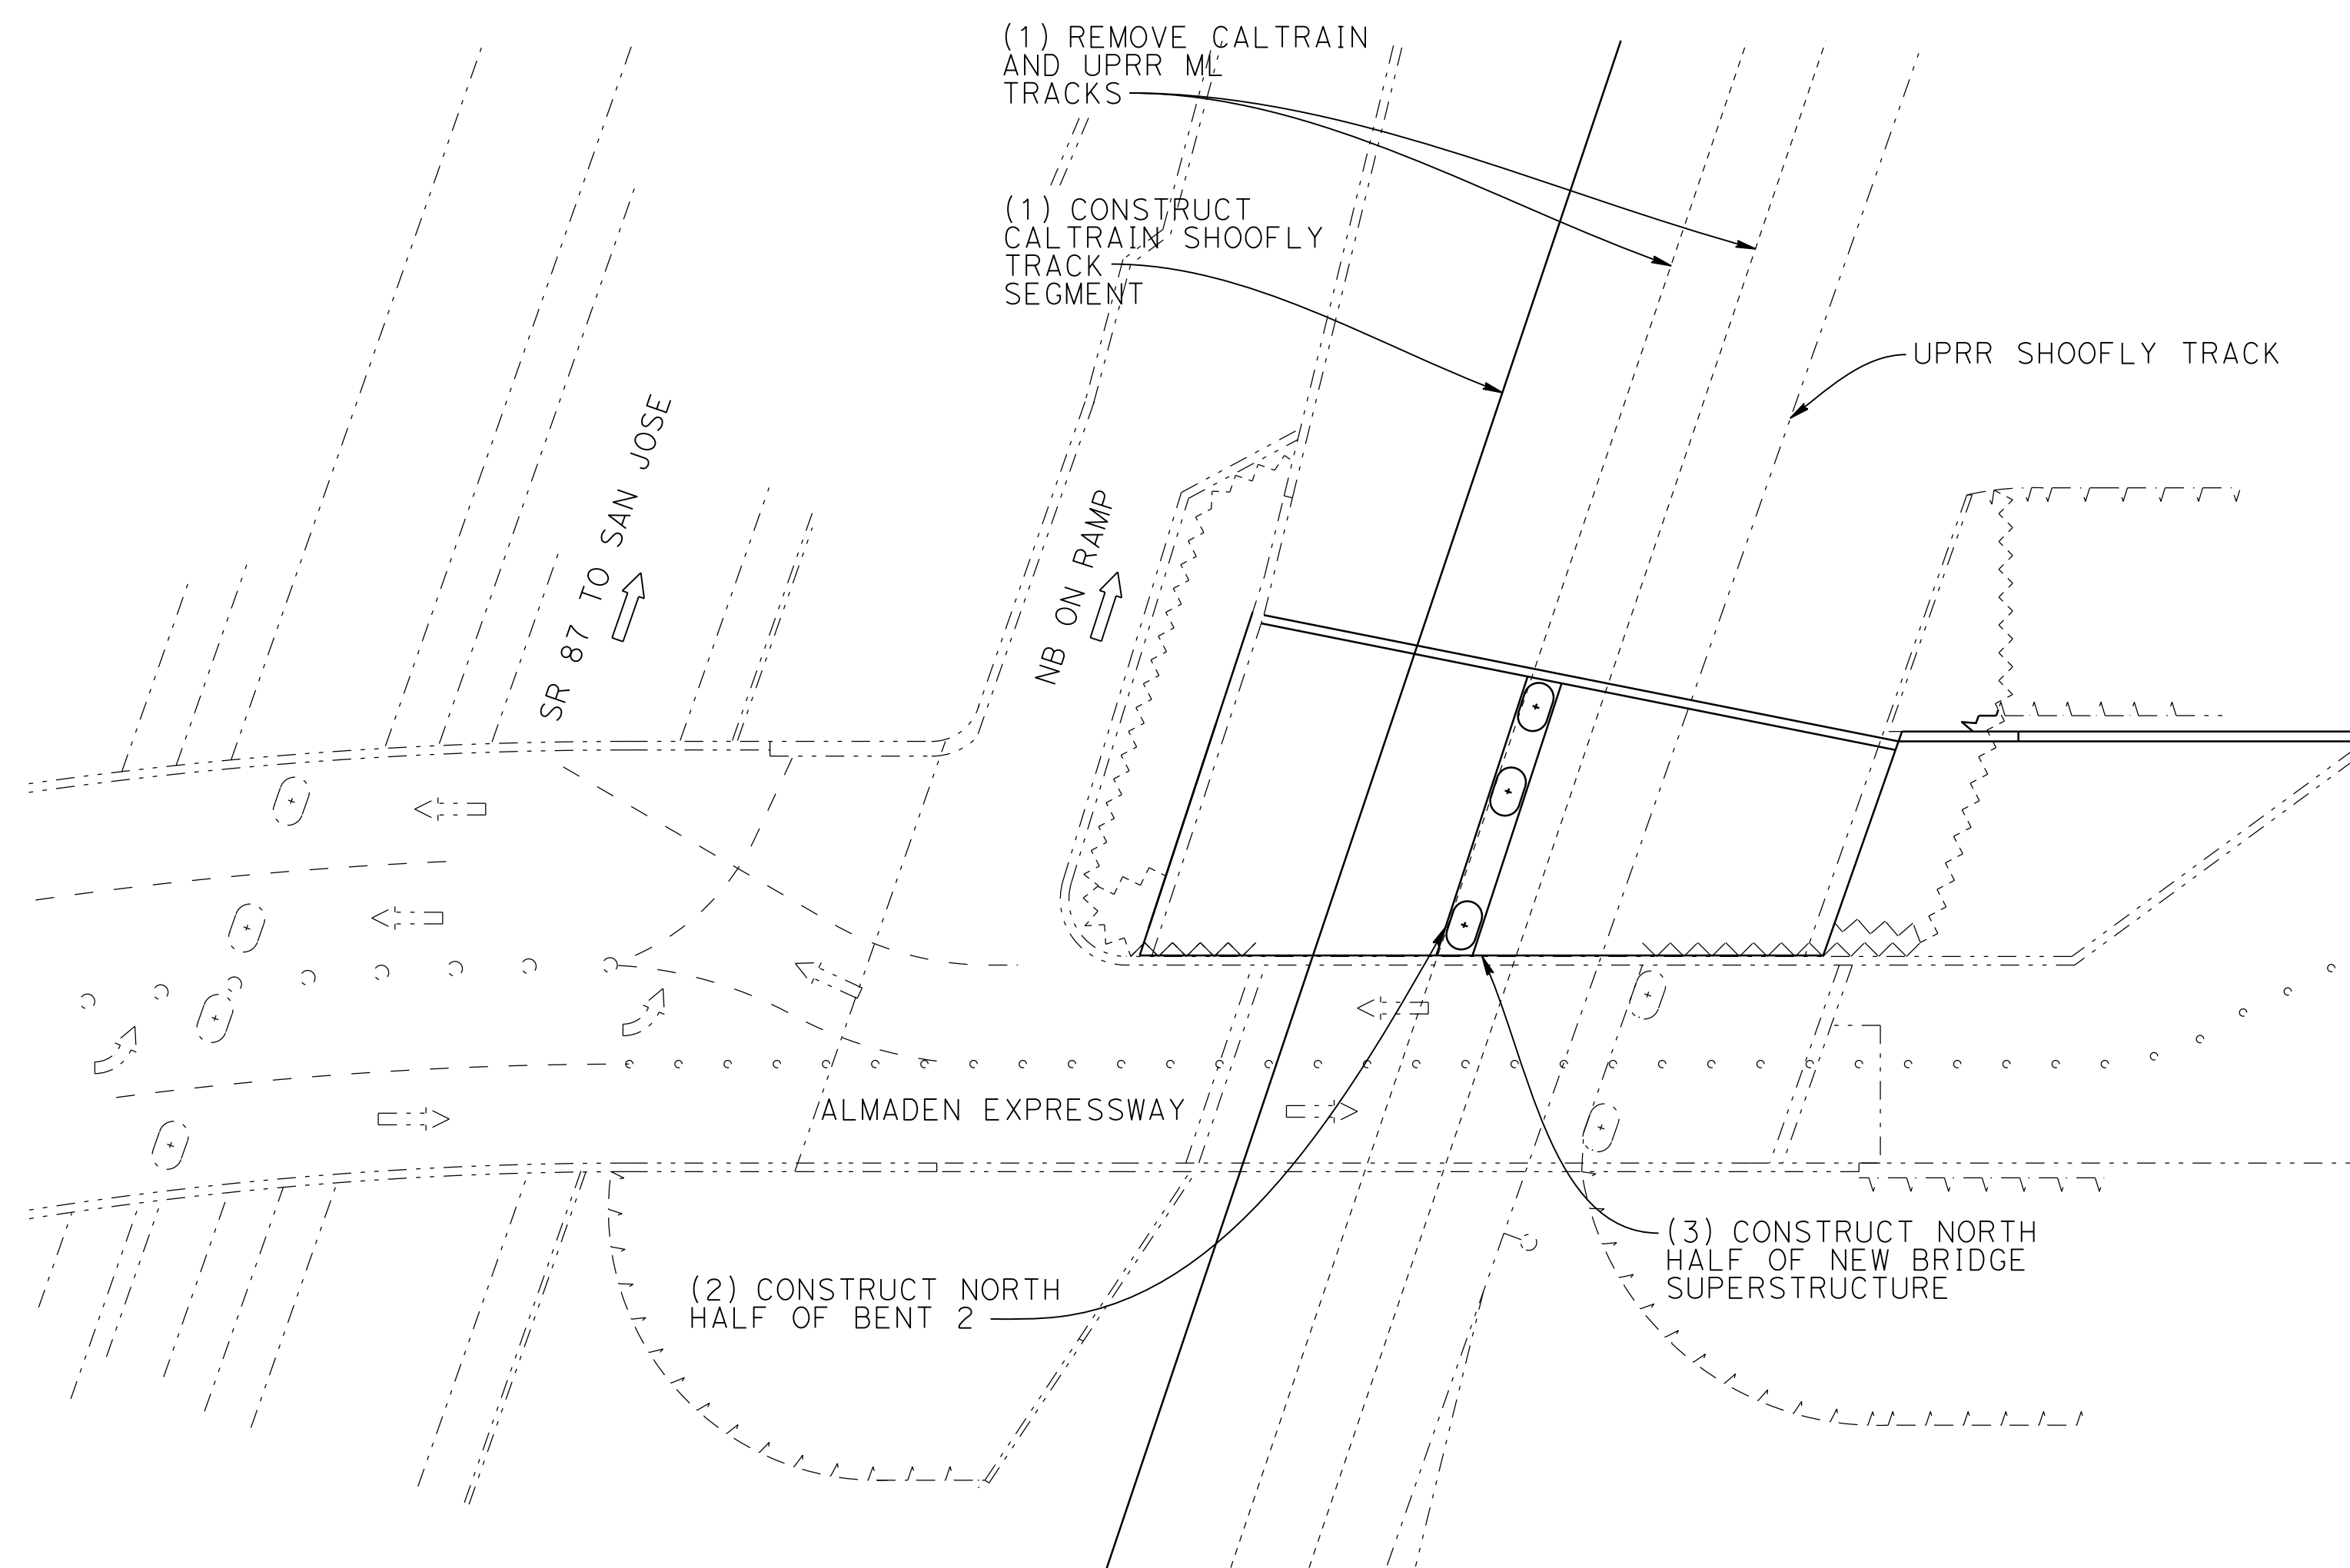 (1) REMOVE CALTRAIN
AND UPRR ML
TRACKS
(1) CONSTRUCT
CALTRAIN SHOOFLY
TRACK
SEGMENT
UPRR SHOOFLY TRACK
SR 87 TO SAN JOSE
NB ON RAMP
ALMADEN EXPRESSWAY
(3) CONSTRUCT NORTH
HALF OF NEW BRIDGE
SUPERSTRUCTURE
(2) CONSTRUCT NORTH
HALF OF BENT 2